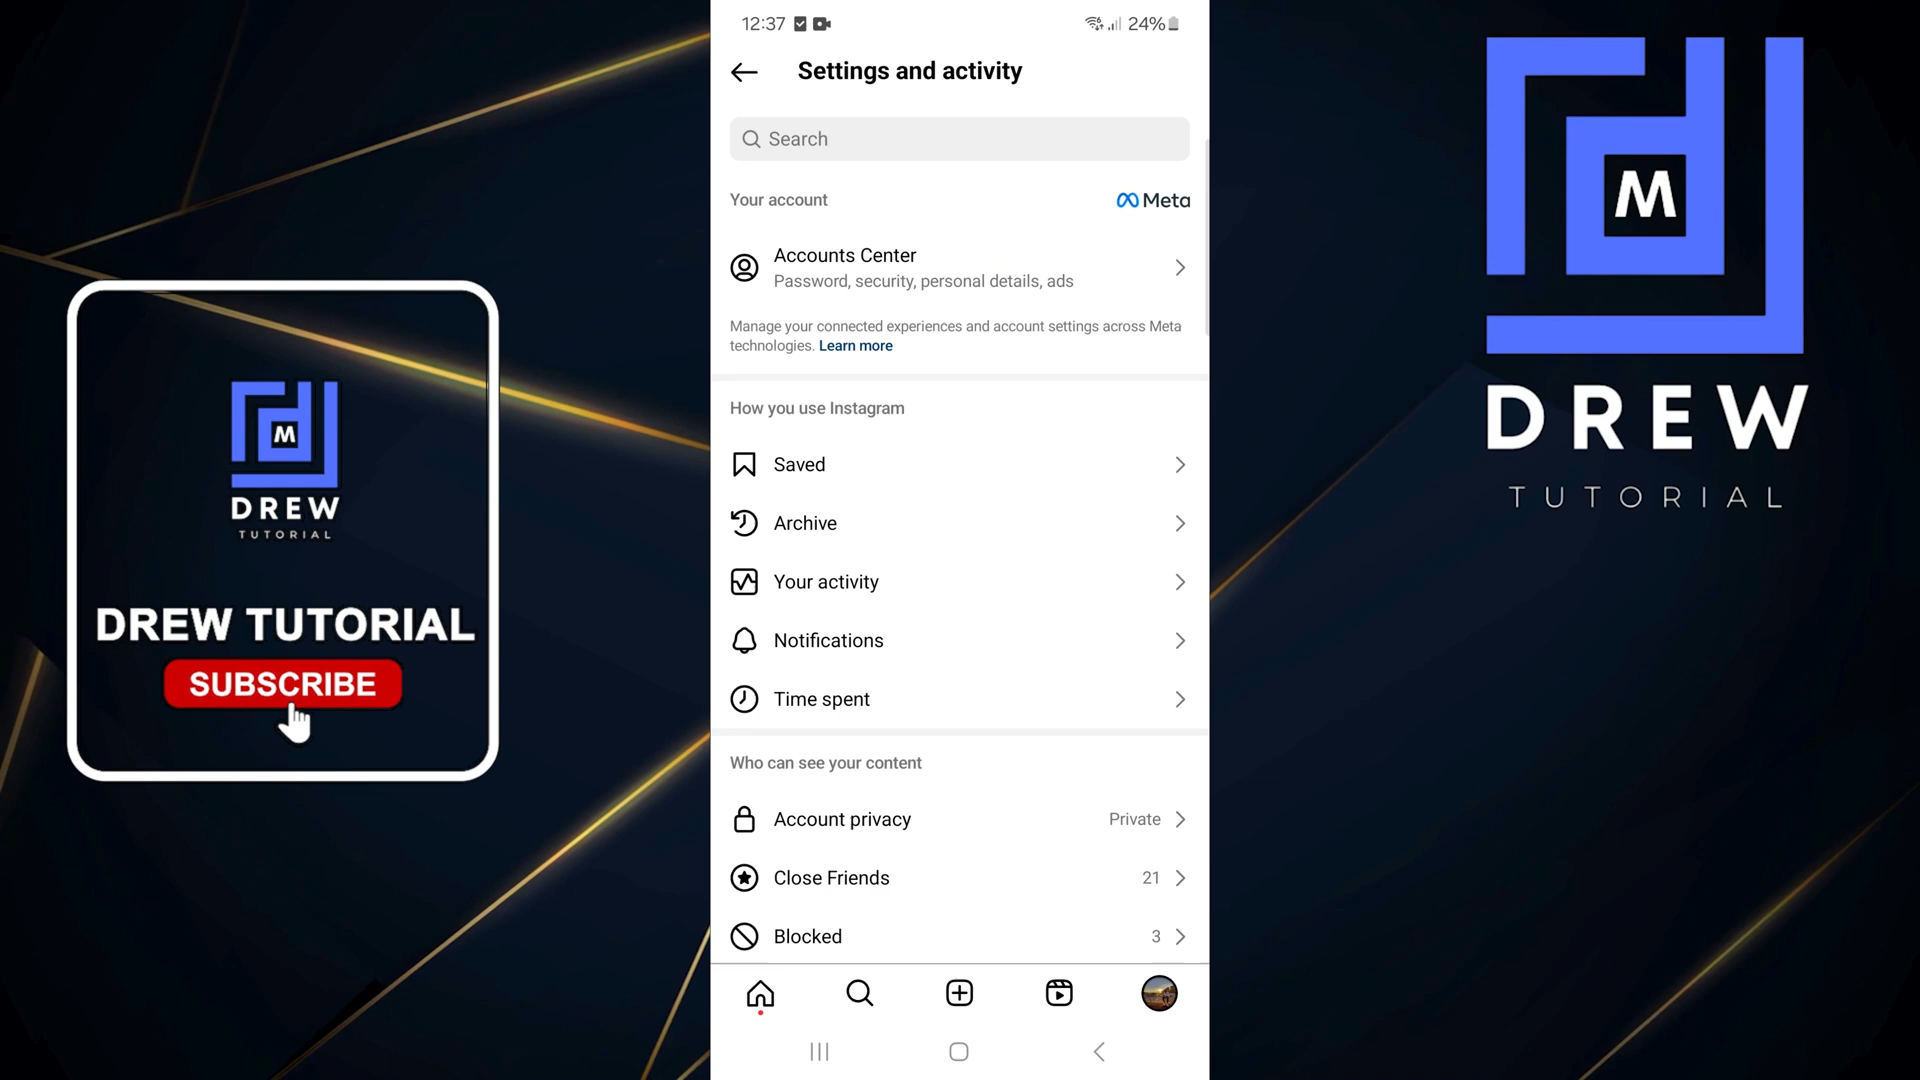 12:37
24%
Settings and activity
Search
Your account
Meta
Accounts Center
Password, security, personal details, ads
Manage your connected experiences and account settings across Meta
technologies. Learn more
How you use Instagram
Saved
Archive
Your activity
Notifications
Time spent
Who can see your content
Account privacy
Private
Close Friends
21
Blocked
3
M
DREW
TUTORIAL
DREW TUTORIAL
SUBSCRIBE
M
DREW
TUTORIAL